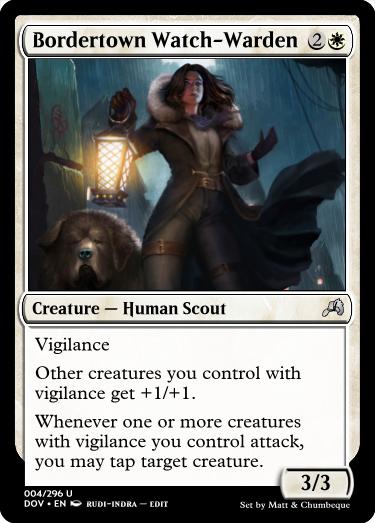 Bordertown Watch-Warden 2
Creature — Human Scout
Vigilance
Other creatures you control with
vigilance get +1/+1.
Whenever one or more creatures
with vigilance you control attack,
you may tap target creature.
3/3
004/296 U
DOV • EN RUDI-INDRA — EDIT
Set by Matt & Chumbeque